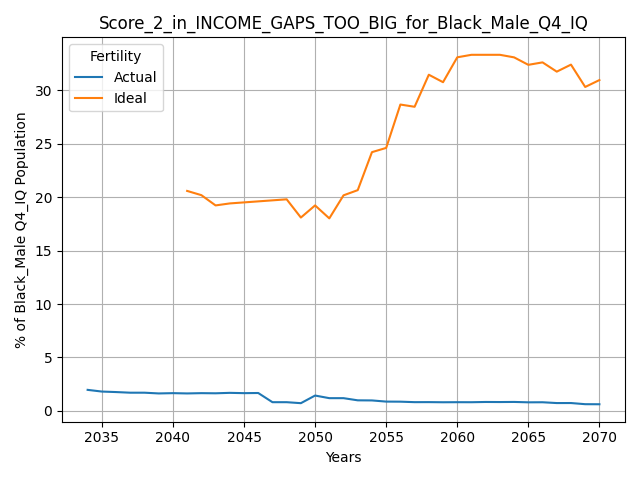 Score_2_in_INCOME_GAPS_TOO_BIG_for_Black_Male_Q4_IQ
Fertility
Actual
Ideal
% of Black_Male Q4_IQ Population
30
25
20
15
10
5
0
2035 2040 2045 2050 2055 2060 2065 2070
Years